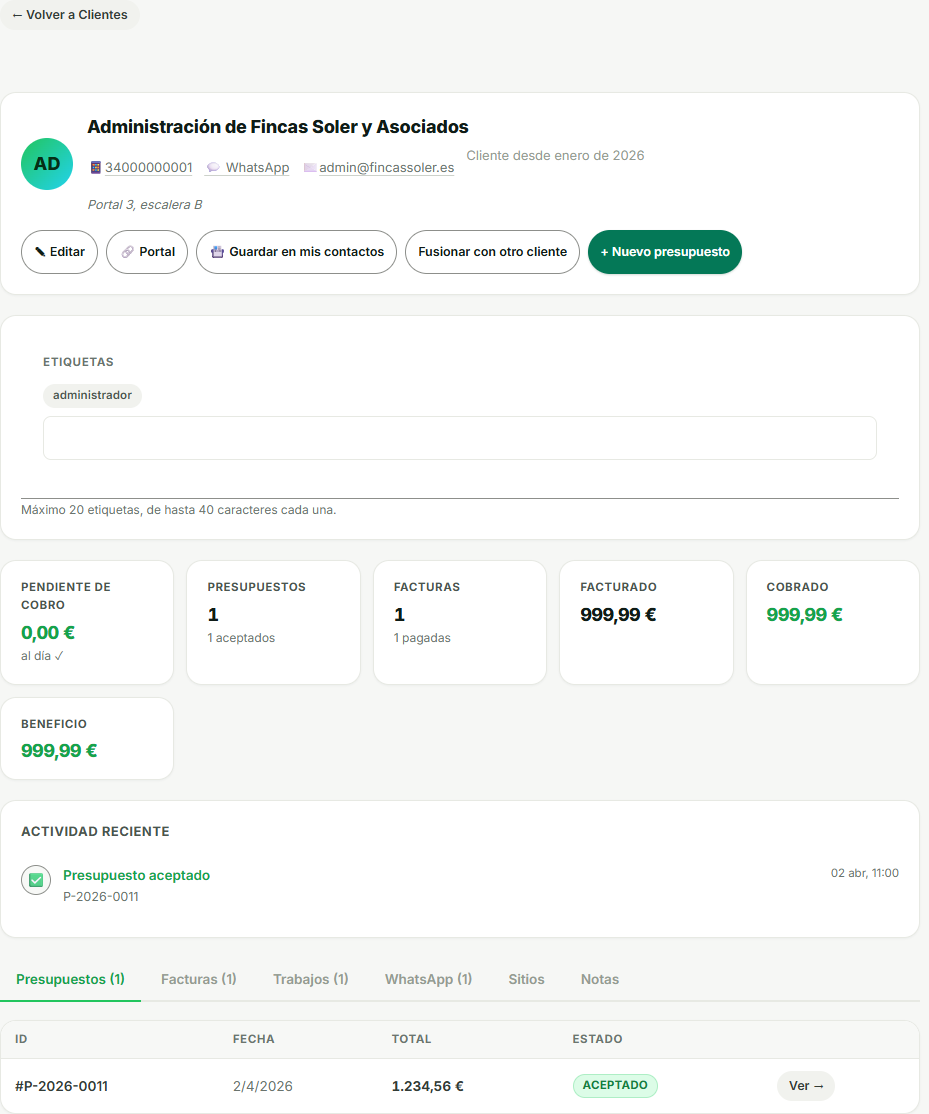 ← Volver a Clientes
Administración de Fincas Soler y Asociados
AD
34000000001 WhatsApp admin@fincassoler.es Cliente desde enero de 2026
Portal 3, escalera B
Editar Portal Guardar en mis contactos Fusionar con otro cliente + Nuevo presupuesto
ETIQUETAS
administrador
Máximo 20 etiquetas, de hasta 40 caracteres cada una.
PENDIENTE DE COBRO
0,00 €
al día ✓
PRESUPUESTOS
1
1 aceptados
FACTURAS
1
1 pagadas
FACTURADO
999,99 €
COBRADO
999,99 €
BENEFICIO
999,99 €
ACTIVIDAD RECIENTE
Presupuesto aceptado 02 abr, 11:00
P-2026-0011
Presupuestos (1) Facturas (1) Trabajos (1) WhatsApp (1) Sitios Notas
ID FECHA TOTAL ESTADO
#P-2026-0011 2/4/2026 1.234,56 € ACEPTADO Ver →